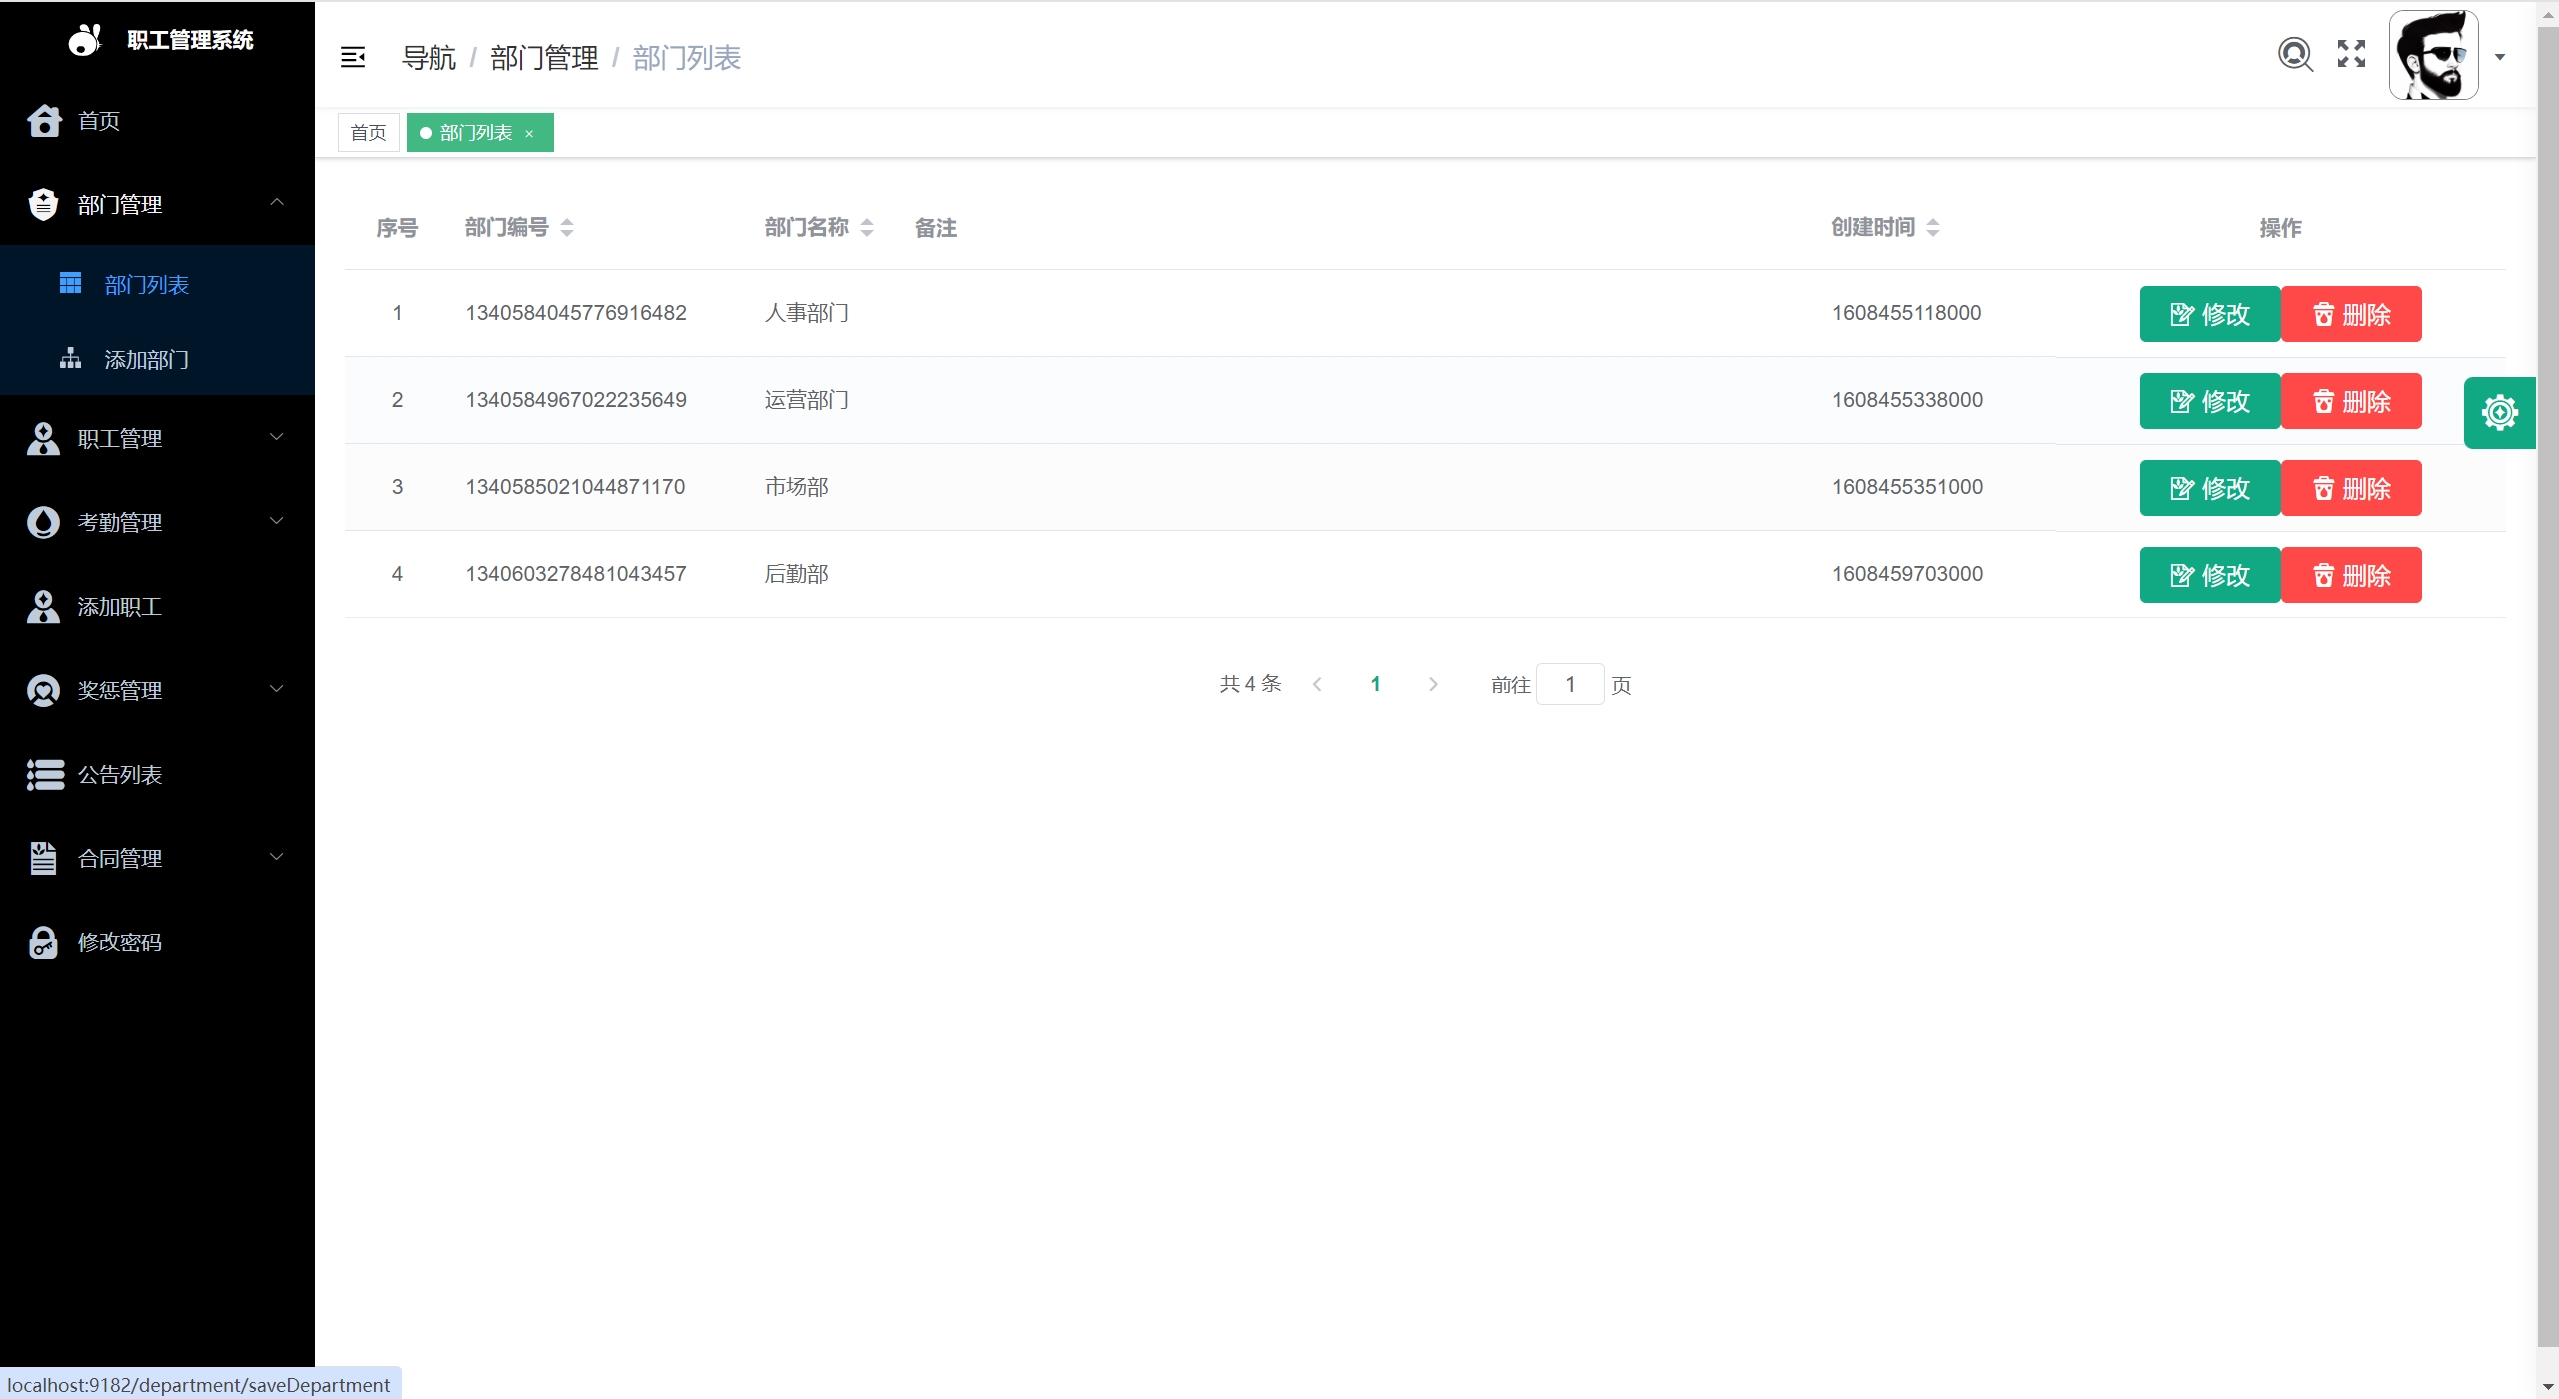 职工管理系统
首页
部门管理
部门列表
添加部门
职工管理
考勤管理
添加职工
奖惩管理
公告列表
合同管理
修改密码
导航 / 部门管理 / 部门列表
首页 部门列表 ×
序号 部门编号 部门名称 备注 创建时间 操作
1 1340584045776916482 人事部门 1608455118000 修改 删除
2 1340584967022235649 运营部门 1608455338000 修改 删除
3 1340585021044871170 市场部 1608455351000 修改 删除
4 1340603278481043457 后勤部 1608459703000 修改 删除
共 4 条 1 前往 1 页
localhost:9182/department/saveDepartment